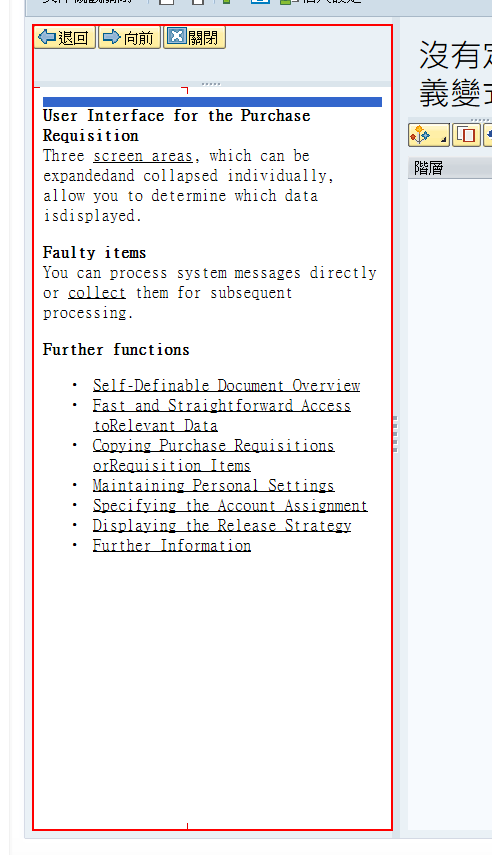 退回 向前 關閉
User Interface for the Purchase
Requisition
Three screen areas, which can be
expandedand collapsed individually,
allow you to determine which data
isdisplayed.
Faulty items
You can process system messages directly
or collect them for subsequent
processing.
Further functions
• Self-Definable Document Overview
• Fast and Straightforward Access
toRelevant Data
• Copying Purchase Requisitions
orRequisition Items
• Maintaining Personal Settings
• Specifying the Account Assignment
• Displaying the Release Strategy
• Further Information
沒有定
義變式
階層